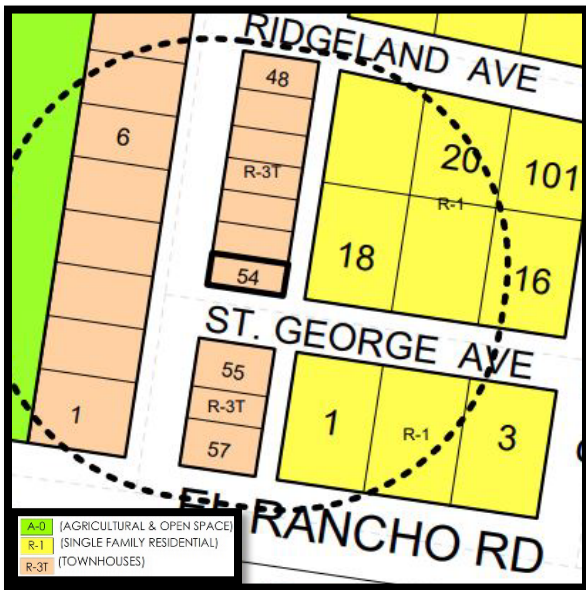 RIDGELAND AVE
48
6
R-3T
20
101
R-1
18
16
54
ST. GEORGE AVE
55
R-3T
57
1
1
R-1
3
EL RANCHO RD
A-0 (AGRICULTURAL & OPEN SPACE)
R-1 (SINGLE FAMILY RESIDENTIAL)
R-3T (TOWNHOUSES)